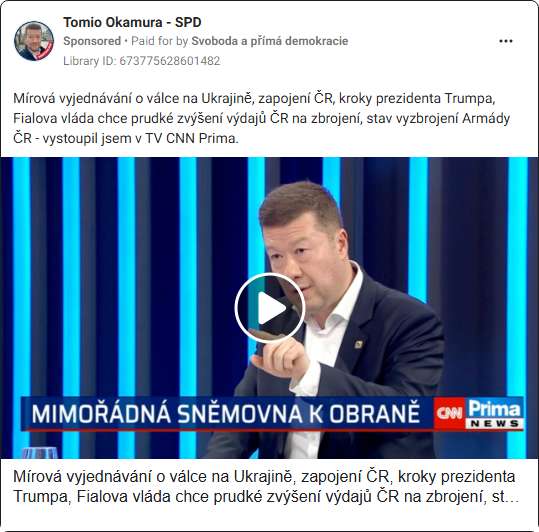 Tomio Okamura - SPD
Sponsored • Paid for by Svoboda a přímá demokracie
Library ID: 673775628601482
Mírová vyjednávání o válce na Ukrajině, zapojení ČR, kroky prezidenta Trumpa,
Fialova vláda chce prudké zvýšení výdajů ČR na zbrojení, stav vyzbrojení Armády
ČR - vystoupil jsem v TV CNN Prima.
MIMOŘÁDNÁ SNĚMOVNA K OBRANĚ
CNN Prima
NEWS
Mírová vyjednávání o válce na Ukrajině, zapojení ČR, kroky prezidenta
Trumpa, Fialova vláda chce prudké zvýšení výdajů ČR na zbrojení, st…